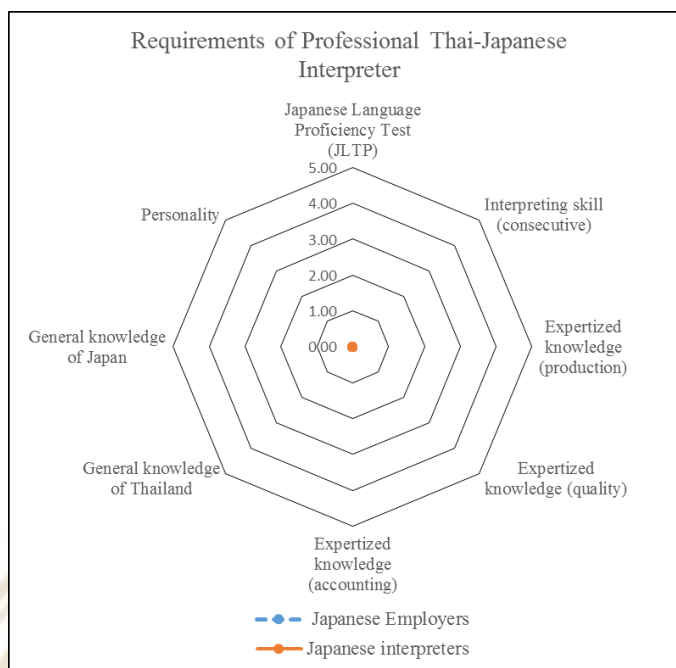 Requirements of Professional Thai-Japanese
Interpreter
Japanese Language
Proficiency Test
(JLTP)
5.00
4.00
3.00
2.00
1.00
0.00
Interpreting skill
(consecutive)
Expertized
knowledge
(production)
Expertized
knowledge (quality)
Expertized
knowledge
(accounting)
General knowledge
of Thailand
General knowledge
of Japan
Personality
Japanese Employers
Japanese interpreters